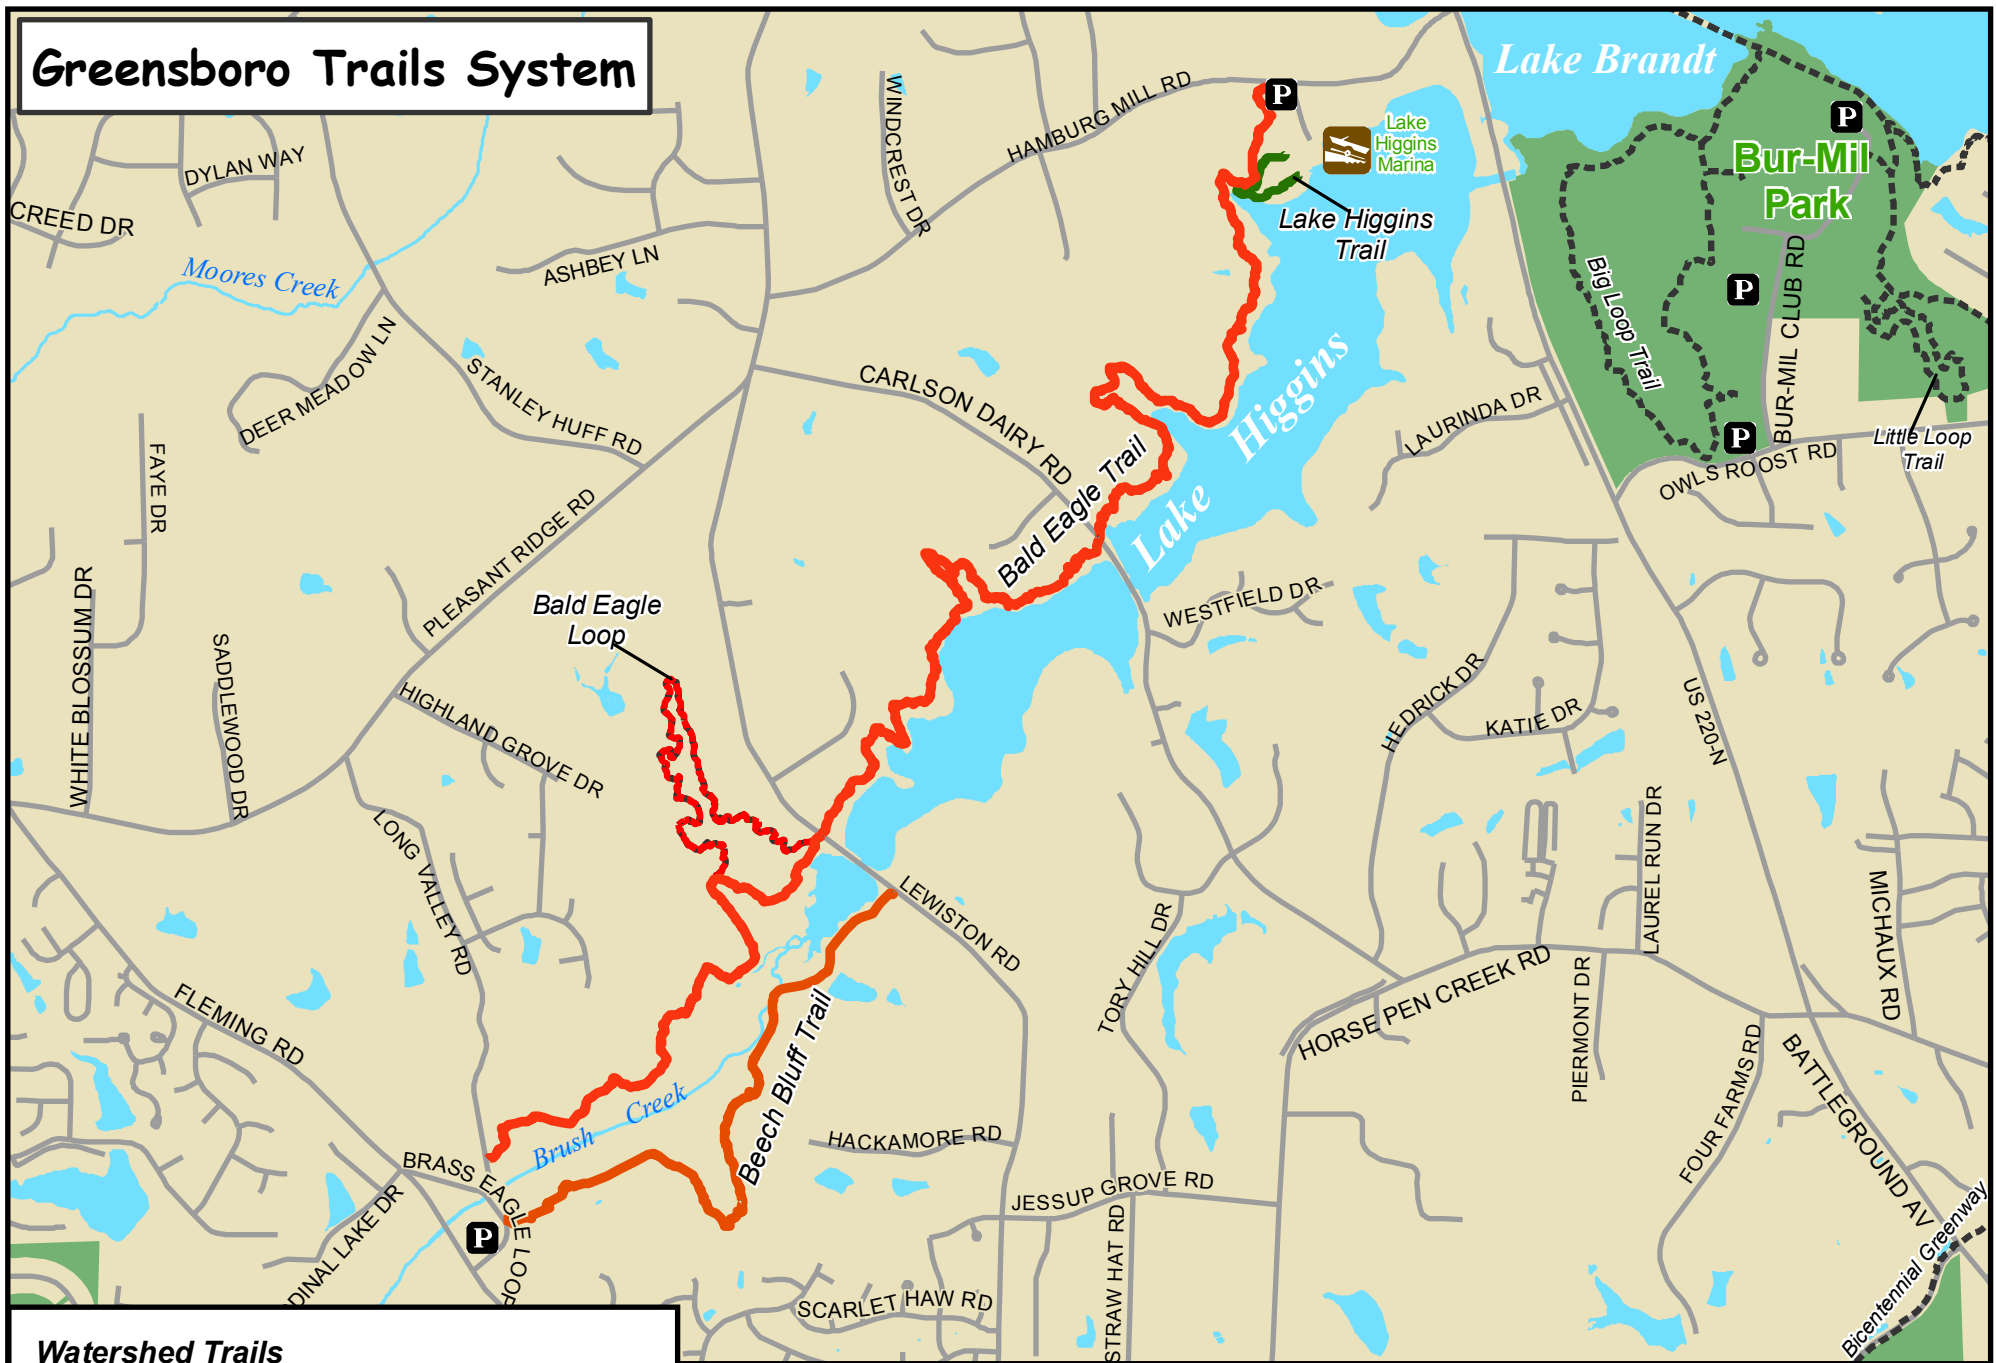 Greensboro Trails System
Lake Brandt
P
P
Lake
Higgins
Marina
Bur-Mil
Park
WINDCREST DR
HAMBURG MILL RD
DYLAN WAY
CREED DR
Moores Creek
ASHBEY LN
Lake Higgins
Trail
Big Loop Trail
P
BUR-MIL CLUB RD
DEER MEADOW LN
STANLEY HUFF RD
CARLSON DAIRY RD
Lake Higgins
LAURINDA DR
P
OWLS ROOST RD
Little Loop
Trail
FAYE DR
PLEASANT RIDGE RD
Bald Eagle Trail
WHITE BLOSSUM DR
SADDLEWOOD DR
Bald Eagle
Loop
WESTFIELD DR
HIGHLAND GROVE DR
HEDRICK DR
KATIE DR
US 220-N
LONG VALLEY RD
LEWISTON RD
LAUREL RUN DR
MICHAUX RD
TORY HILL DR
HORSE PEN CREEK RD
PIERMONT DR
FLEMING RD
Beech Bluff Trail
Brush Creek
FOUR FARMS RD
BATTLEGROUND AV
HACKAMORE RD
BRASS EAGLE LOOP
JESSUP GROVE RD
P
DINAL LAKE DR
STRAW HAT RD
SCARLET HAW RD
Bicentennial Greenway
Watershed Trails